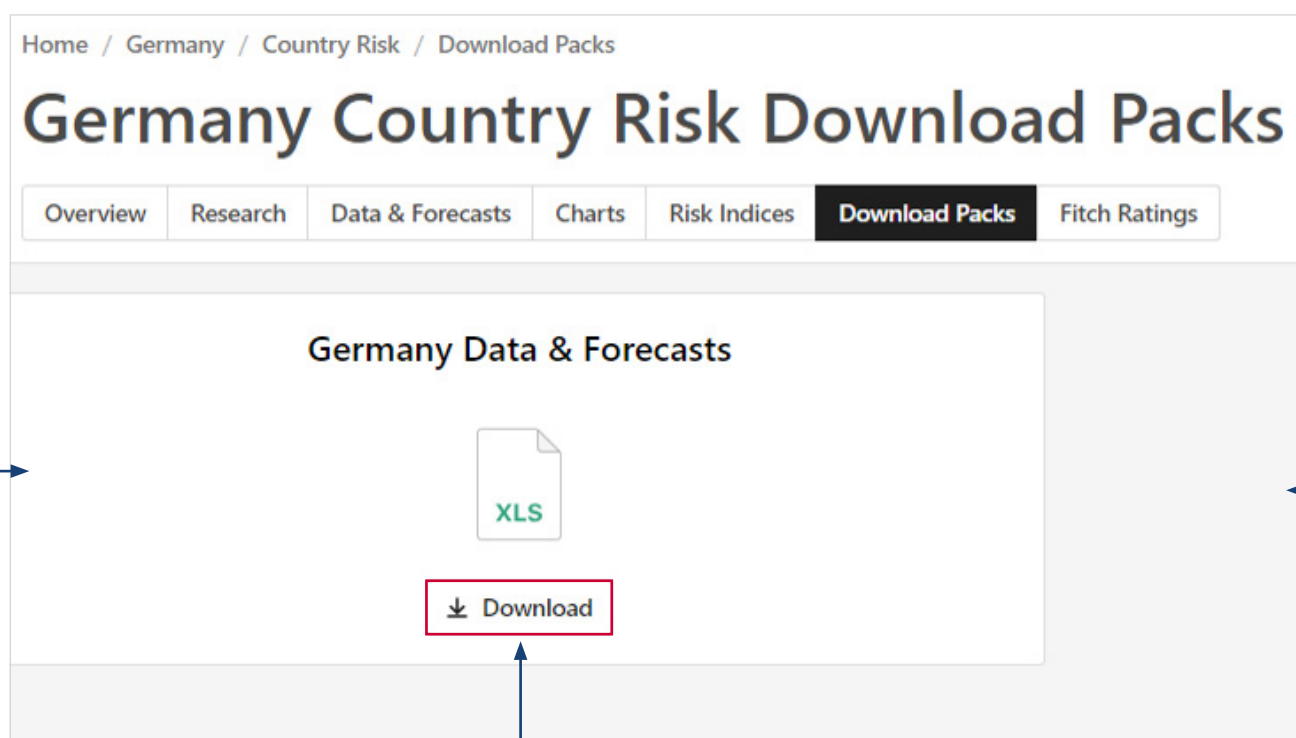 Home / Germany / Country Risk / Download Packs
Germany Country Risk Download Packs
Overview Research Data & Forecasts Charts Risk Indices Download Packs Fitch Ratings
Germany Data & Forecasts
XLS
Download